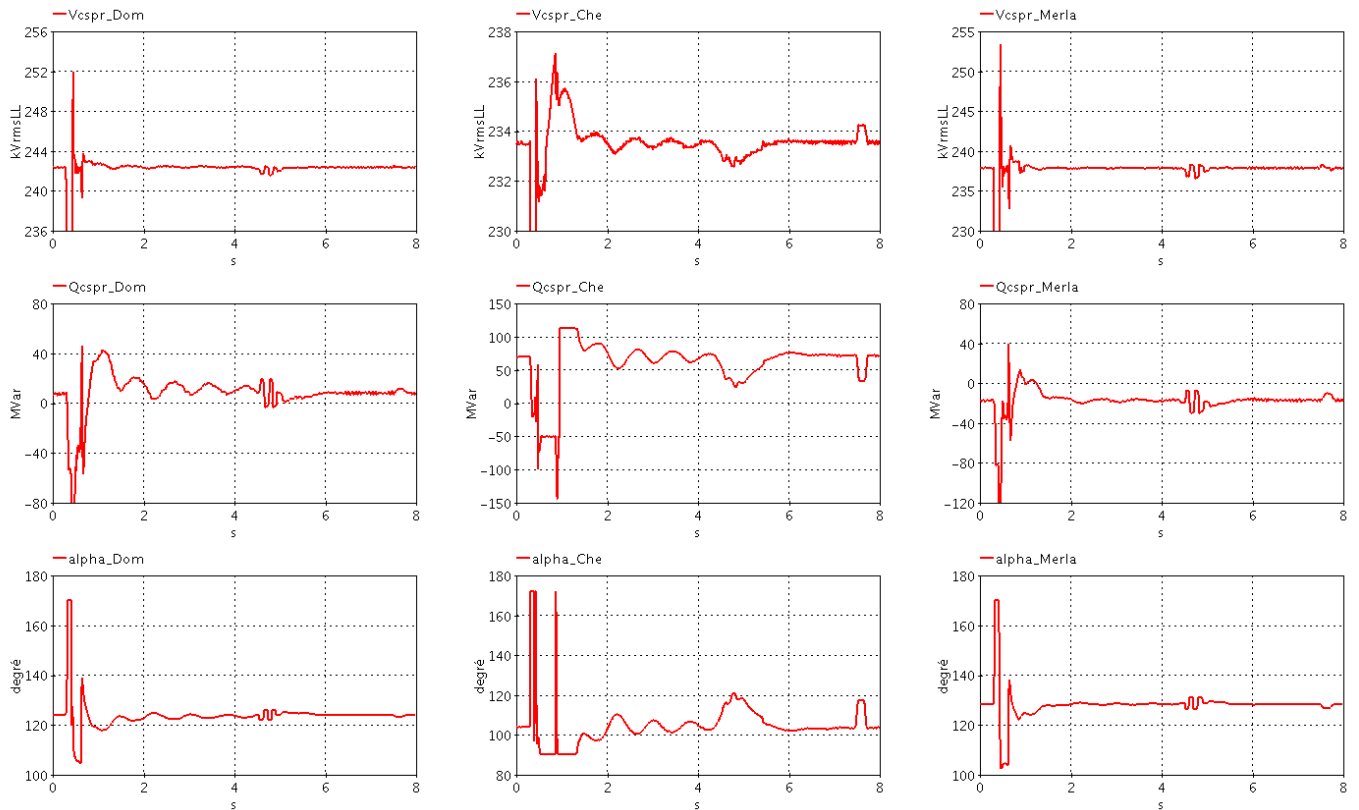 Vcspr_Dom Vcspr_Che Vcspr_Merla
256 238 255
252 236 250
248 234 245
244 232 240
242 230 235
236 230
kVrmsLL kVrmsLL kVrmsLL
0 2 4 6 8 0 2 4 6 8 0 2 4 6 8
s s s
Qcspr_Dom Qcspr_Che Qcspr_Merla
80 150 80
40 100 40
0 50 0
−40 0 −40
−80 −50 −80
−100 −120
−150
MVar MVar MVar
0 2 4 6 8 0 2 4 6 8 0 2 4 6 8
s s s
alpha_Dom alpha_Che alpha_Merla
180 180 180
160 160 160
140 140 140
120 120 120
100 100 100
80
degré degré degré
0 2 4 6 8 0 2 4 6 8 0 2 4 6 8
s s s